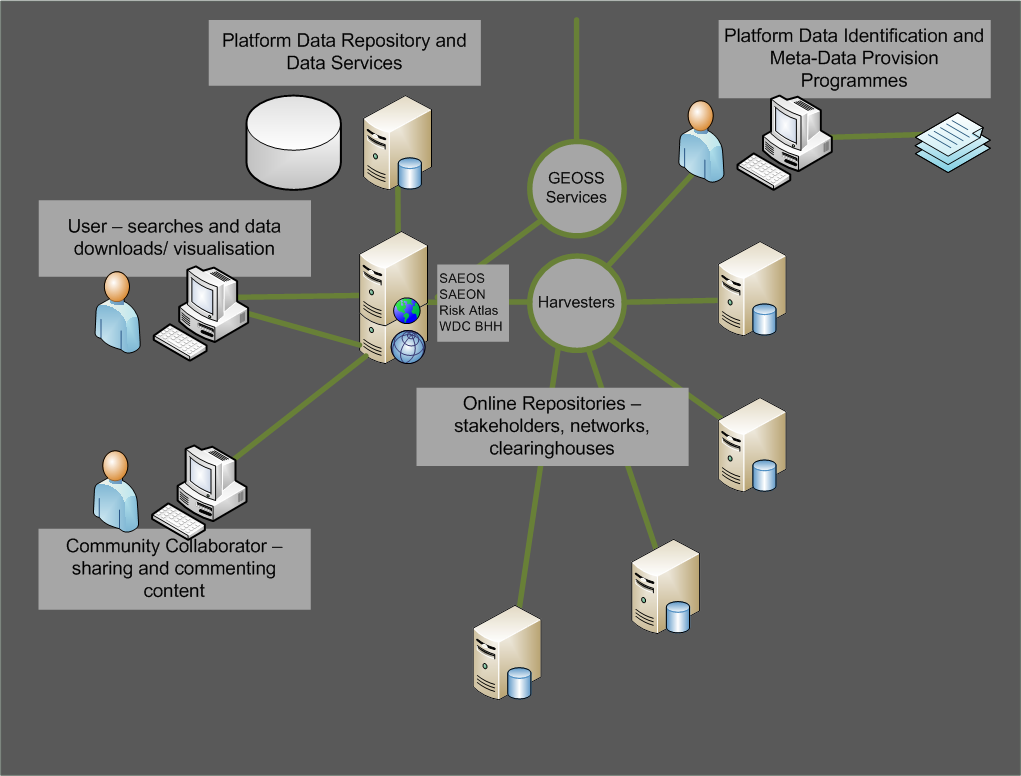 Platform Data Repository and
Data Services
Platform Data Identification and
Meta-Data Provision
Programmes
GEOSS
Services
User – searches and data
downloads/ visualisation
SAEOS
SAEON
Risk Atlas
WDC BHH
Harvesters
Online Repositories –
stakeholders, networks,
clearinghouses
Community Collaborator –
sharing and commenting
content